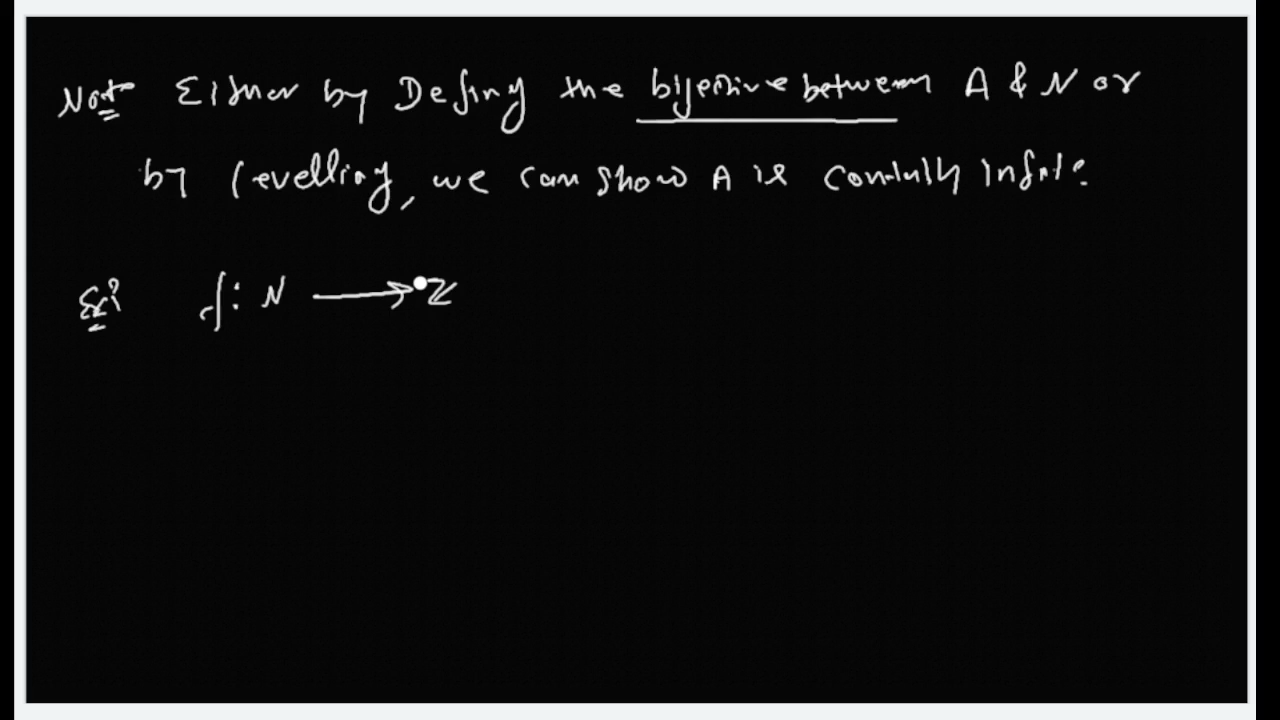 Note Either by Defing the bijective between A & N or
by levelling, we can show A is countably infinite.
Ex: f: N ⟶ ℤ